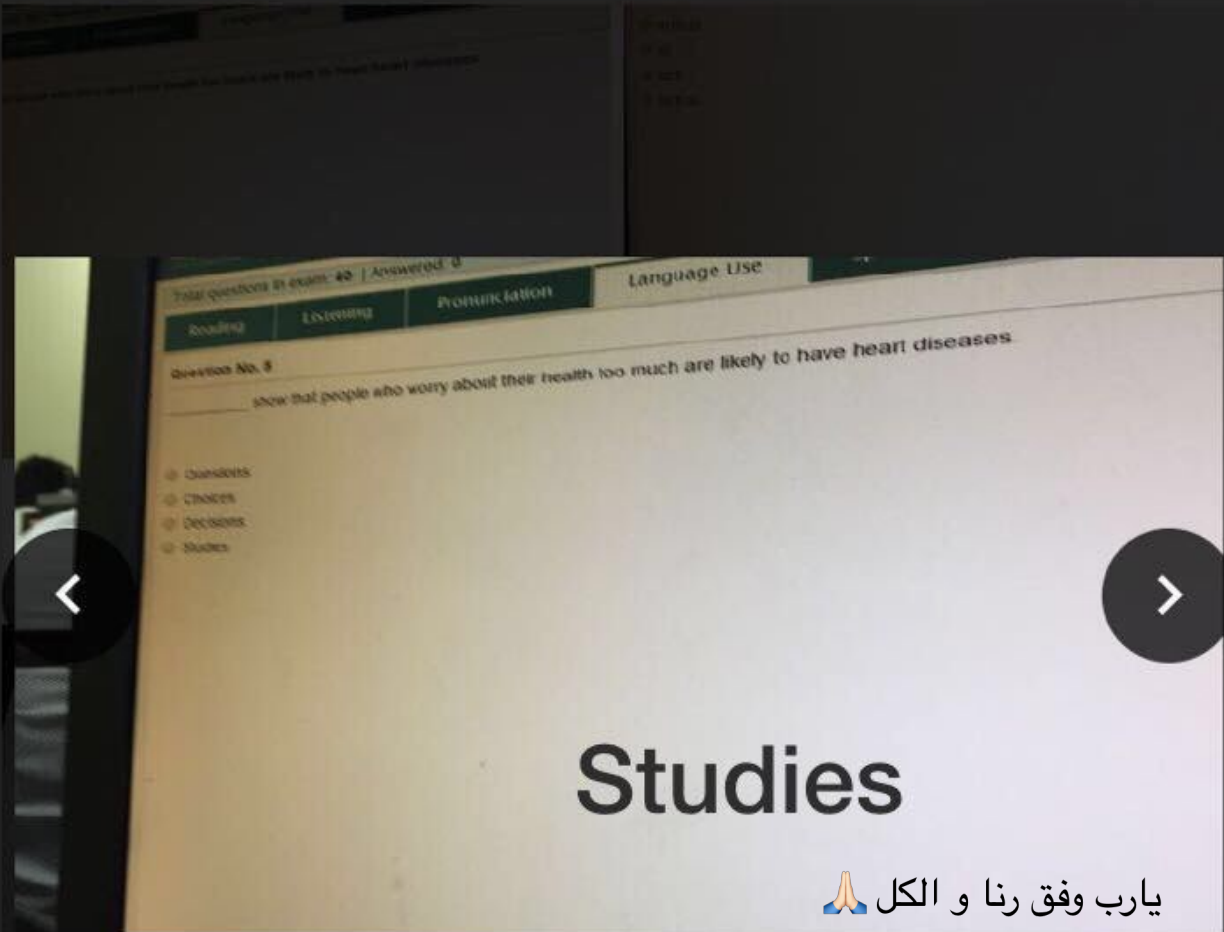 Total questions in exam: 40 | Answered: 0
Reading
Listening
Pronunciation
Language Use
Question No. 8
________ show that people who worry about their health too much are likely to have heart diseases.
Questions
Choices
Decisions
Studies
Studies
يارب وفق رنا و الكل 🙏🏻